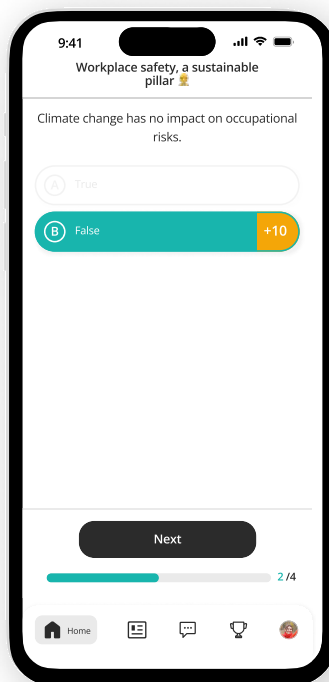 9:41
Workplace safety, a sustainable
pillar 👷
Climate change has no impact on occupational
risks.
A True
B False +10
Next
2 /4
Home